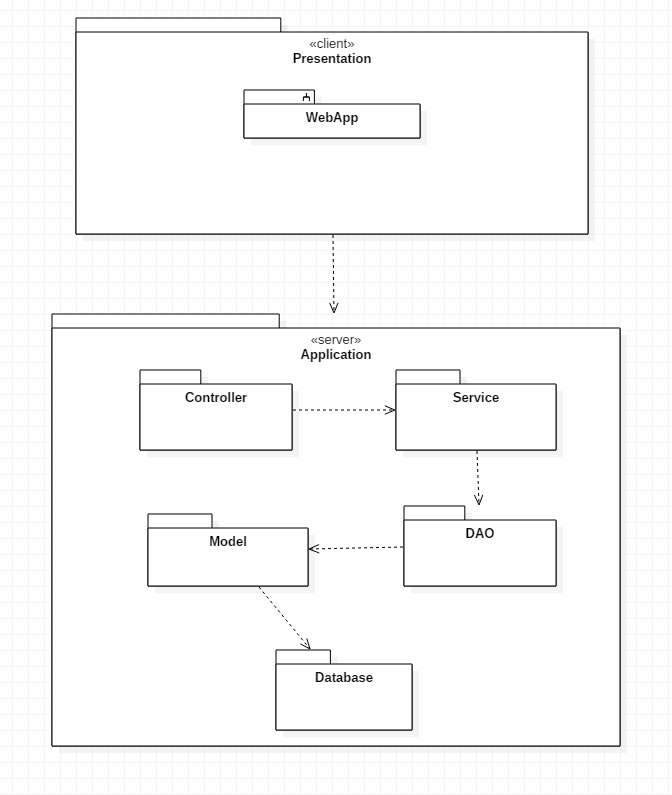 «client»
Presentation
WebApp
«server»
Application
Controller
Service
Model
DAO
Database